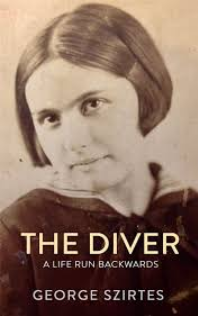 THE DIVER
A LIFE RUN BACKWARDS
GEORGE SZIRTES